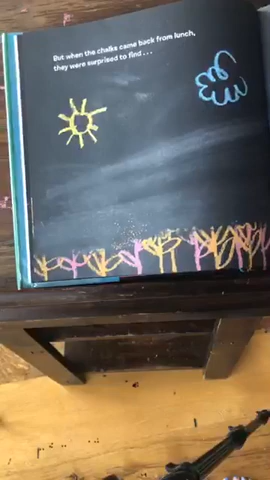 But when the chalks came back from lunch,
they were surprised to find . . .